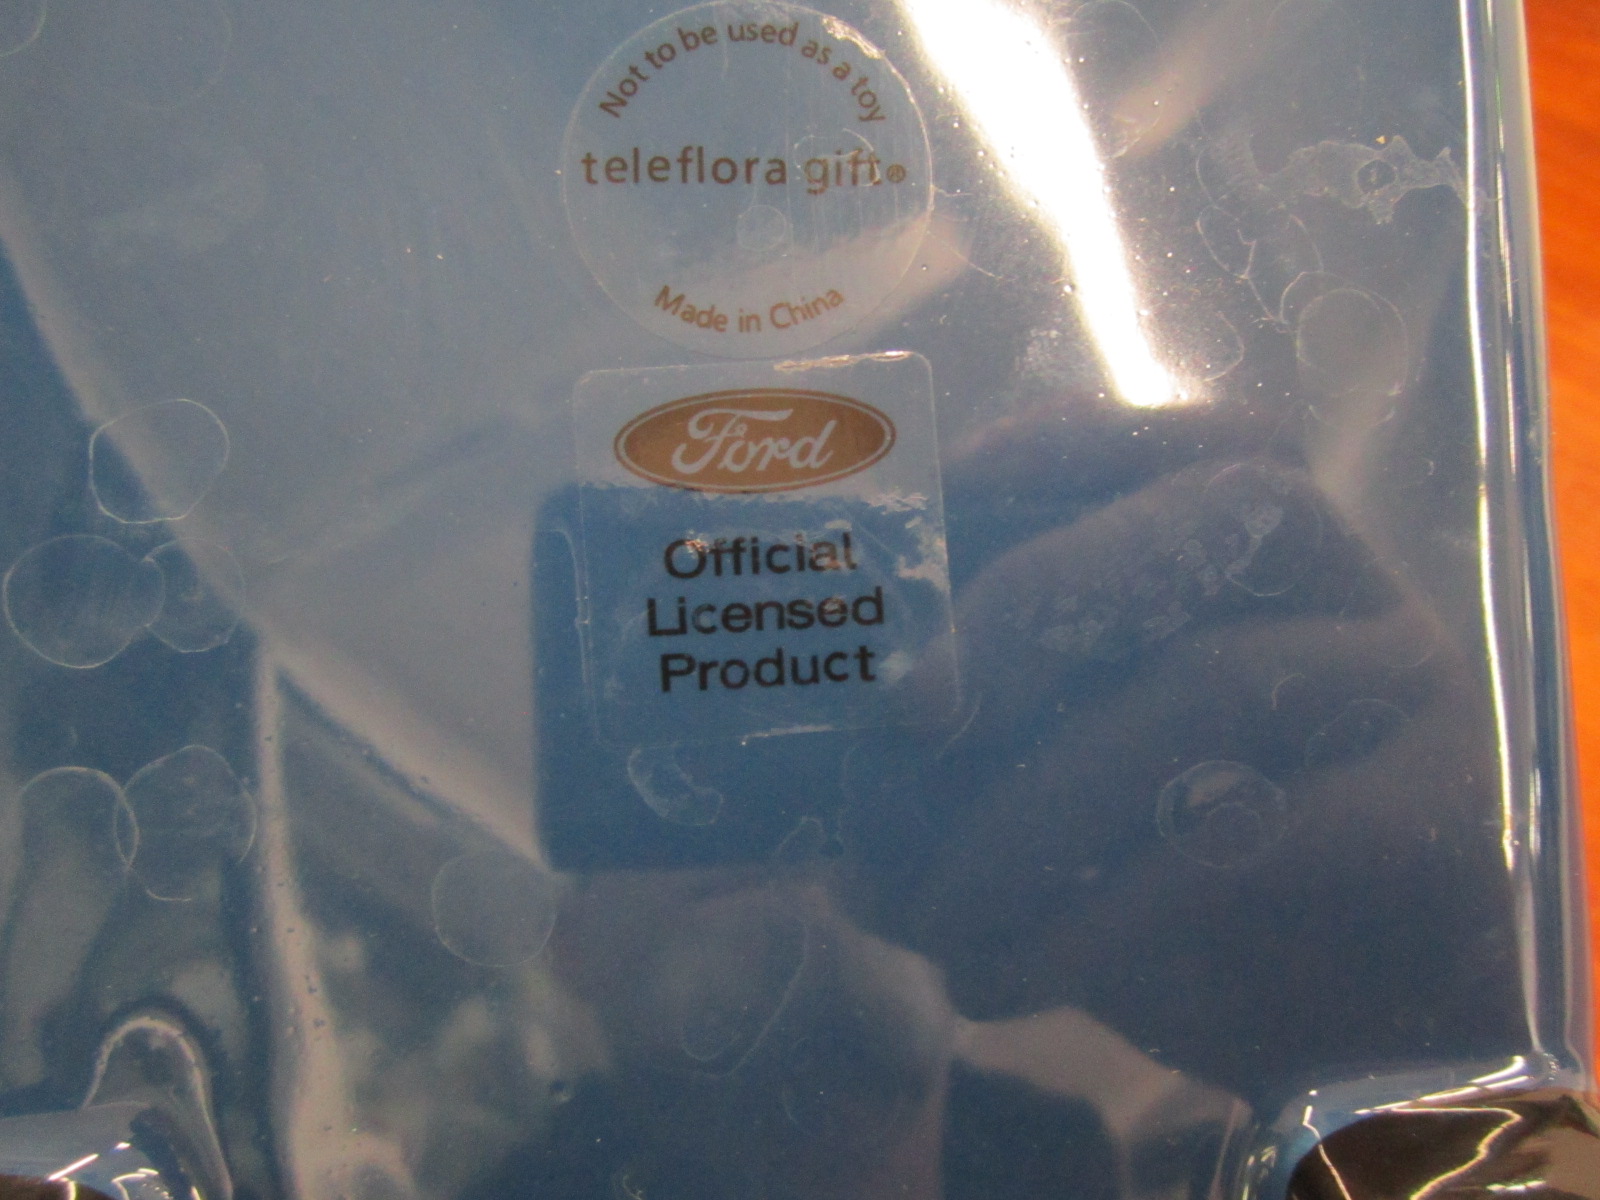 Not to be used as a toy
teleflora gift®
Made in China
Ford
Official
Licensed
Product